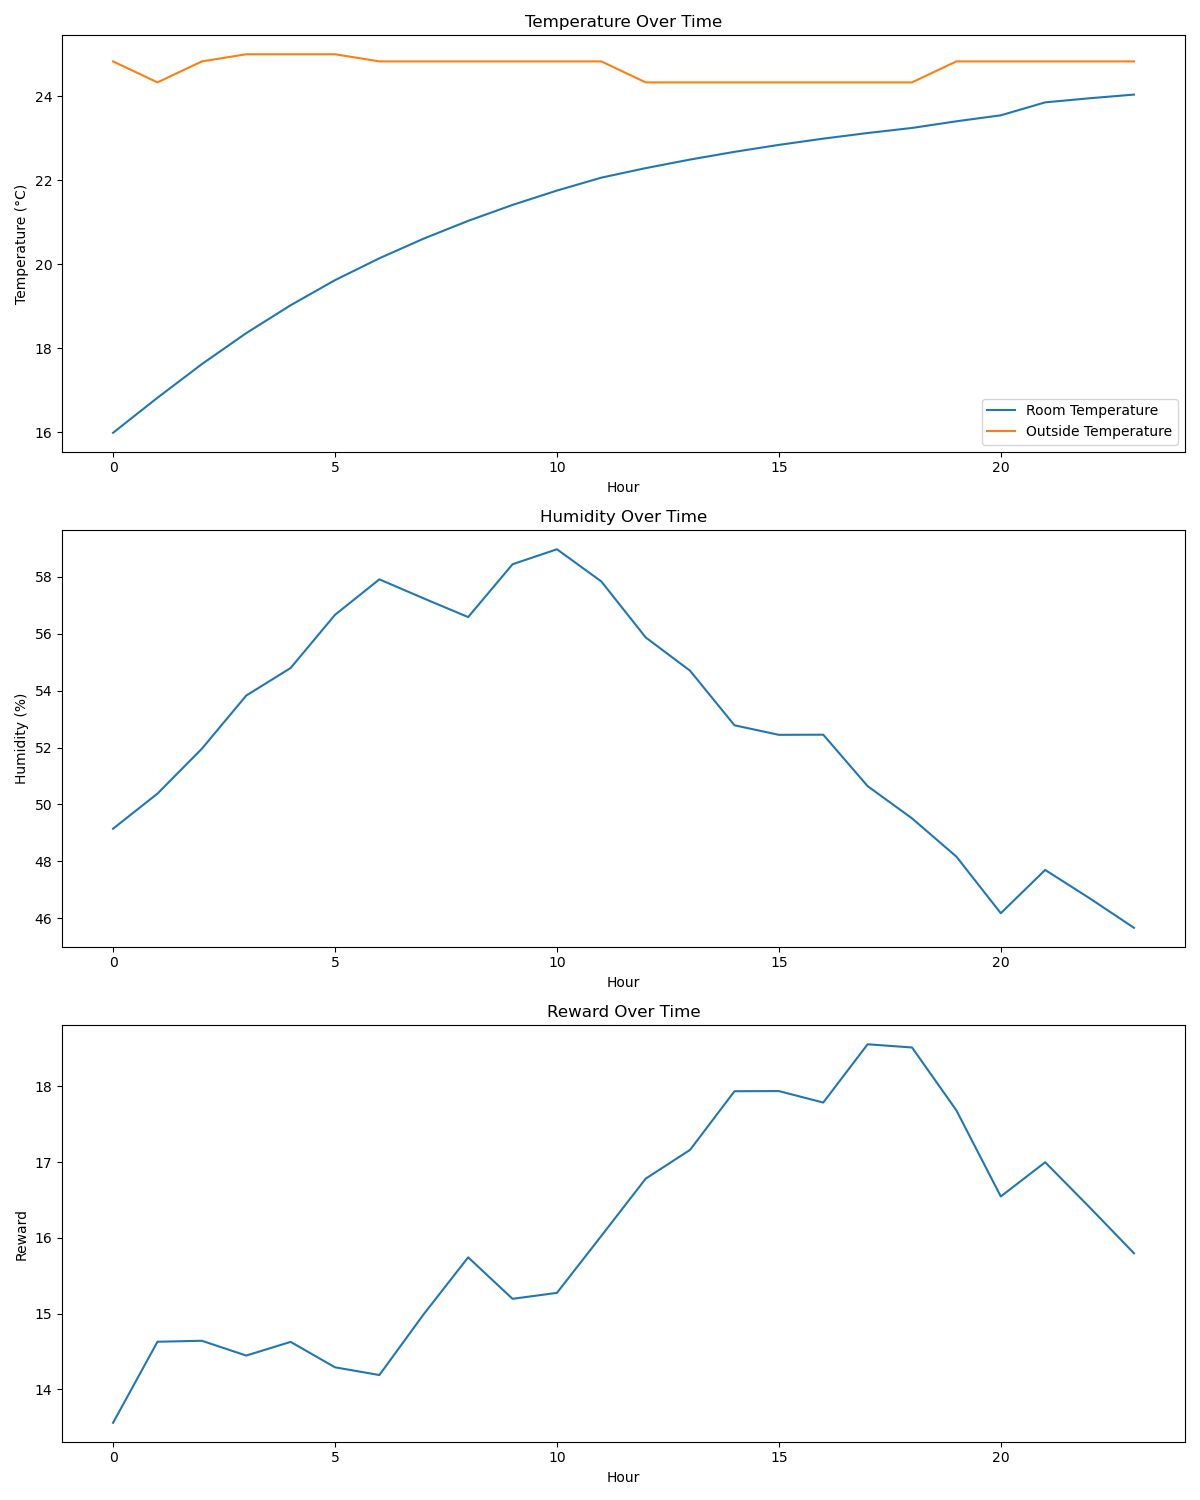 Temperature Over Time
Temperature (°C)
24
22
20
18
16
Room Temperature
Outside Temperature
0 5 10 15 20
Hour
Humidity Over Time
Humidity (%)
58
56
54
52
50
48
46
0 5 10 15 20
Hour
Reward Over Time
Reward
18
17
16
15
14
0 5 10 15 20
Hour